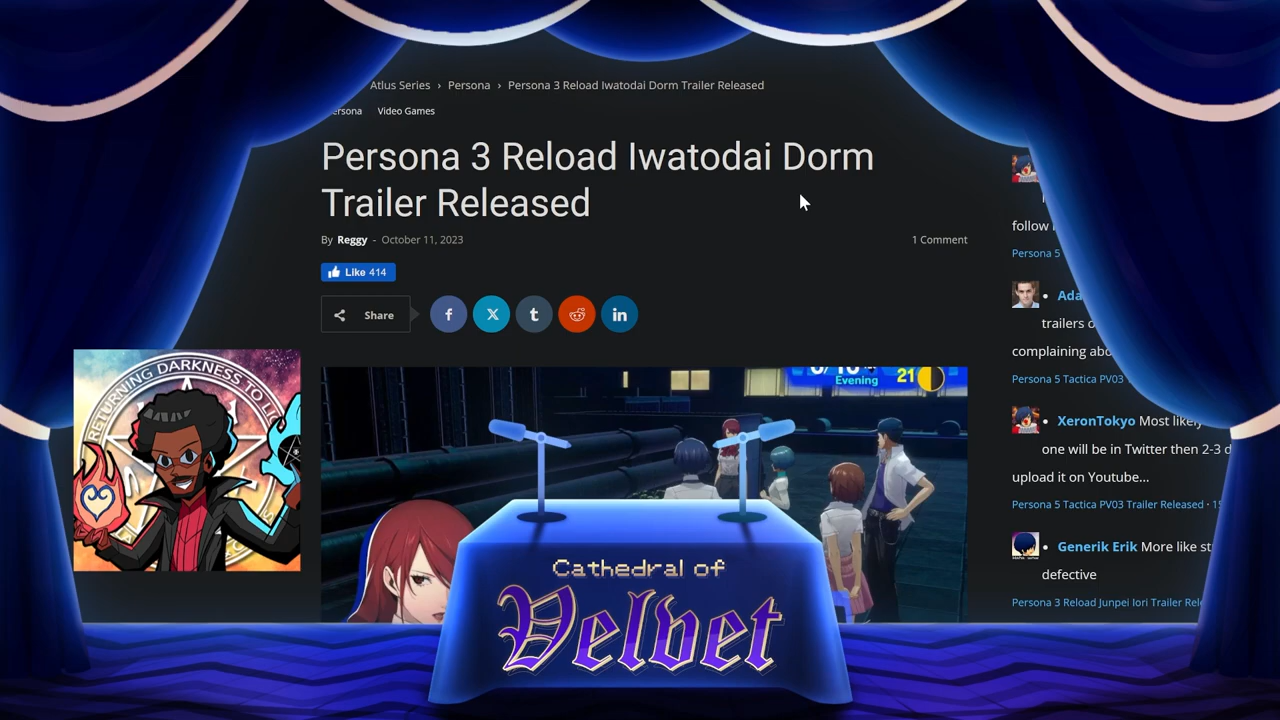 Atlus Series › Persona › Persona 3 Reload Iwatodai Dorm Trailer Released
ersona Video Games
Persona 3 Reload Iwatodai Dorm
Trailer Released
By Reggy - October 11, 2023
1 Comment
Like 414
Share
follow
Persona 5
Ada
trailers o
complaining abo
Persona 5 Tactica PV03
XeronTokyo Most likely
one will be in Twitter then 2-3 d
upload it on Youtube...
Persona 5 Tactica PV03 Trailer Released · 15
Generik Erik More like st
defective
Persona 3 Reload Junpei Iori Trailer Rel
Evening 21
RETURNING DARKNESS TO LI
Cathedral of
Velvet